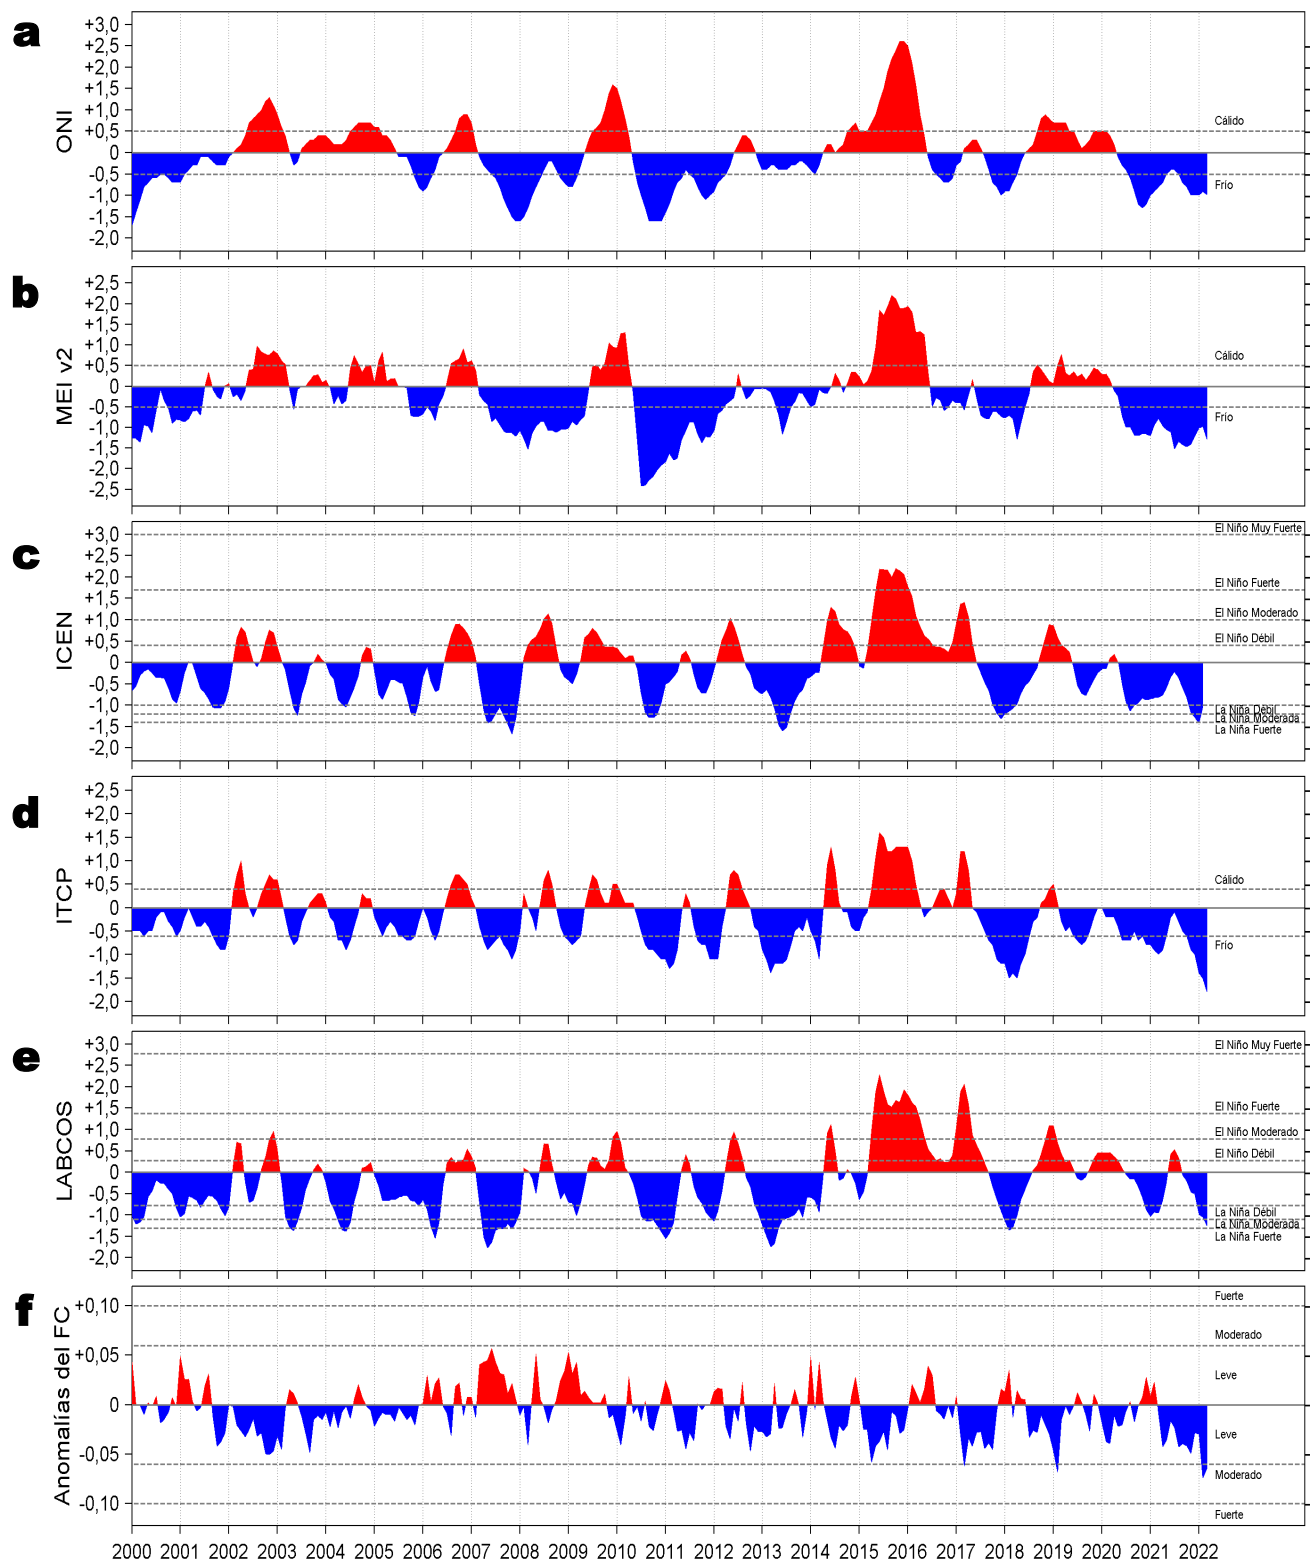 a
ONI
+3,0
+2,5
+2,0
+1,5
+1,0
+0,5
0
-0,5
-1,0
-1,5
-2,0
Cálido
Frío
b
MEI v2
+2,5
+2,0
+1,5
+1,0
+0,5
0
-0,5
-1,0
-1,5
-2,0
-2,5
Cálido
Frío
c
ICEN
+3,0
+2,5
+2,0
+1,5
+1,0
+0,5
0
-0,5
-1,0
-1,5
-2,0
El Niño Muy Fuerte
El Niño Fuerte
El Niño Moderado
El Niño Débil
La Niña Débil
La Niña Moderada
La Niña Fuerte
d
ITCP
+2,5
+2,0
+1,5
+1,0
+0,5
0
-0,5
-1,0
-1,5
-2,0
Cálido
Frío
e
LABCOS
+3,0
+2,5
+2,0
+1,5
+1,0
+0,5
0
-0,5
-1,0
-1,5
-2,0
El Niño Muy Fuerte
El Niño Fuerte
El Niño Moderado
El Niño Débil
La Niña Débil
La Niña Moderada
La Niña Fuerte
f
Anomalías del FC
+0,10
+0,05
0
-0,05
-0,10
Fuerte
Moderado
Leve
Leve
Moderado
Fuerte
2000 2001 2002 2003 2004 2005 2006 2007 2008 2009 2010 2011 2012 2013 2014 2015 2016 2017 2018 2019 2020 2021 2022